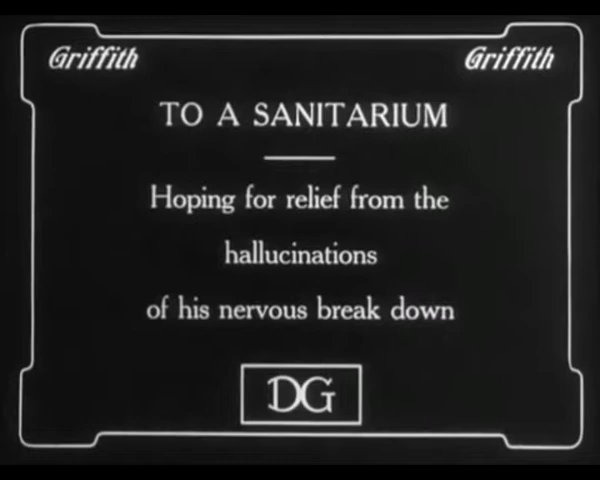 Griffith Griffith
TO A SANITARIUM
Hoping for relief from the
hallucinations
of his nervous break down
DG